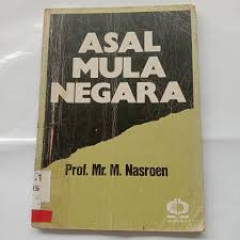 ASAL
MULA
NEGARA
Prof. Mr. M. Nasroen